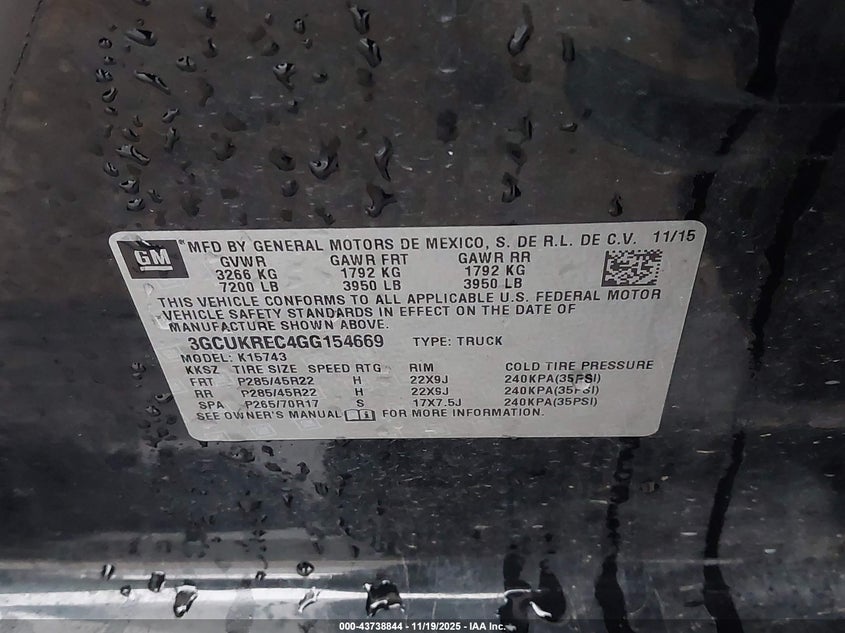 GM ® MFD BY GENERAL MOTORS DE MEXICO, S. DE R.L. DE C.V. 11/15
GVWR GAWR FRT GAWR RR
3266 KG 1792 KG 1792 KG
7200 LB 3950 LB 3950 LB
THIS VEHICLE CONFORMS TO ALL APPLICABLE U.S. FEDERAL MOTOR
VEHICLE SAFETY STANDARDS IN EFFECT ON THE DATE OF
MANUFACTURE SHOWN ABOVE.
3GCUKREC4GG154669 TYPE: TRUCK
MODEL: K15743
KKSZ TIRE SIZE SPEED RTG RIM COLD TIRE PRESSURE
FRT P285/45R22 H 22X9J 240KPA(35PSI)
RR P285/45R22 H 22X9J 240KPA(35PSI)
SPA P265/70R17 S 17X7.5J 240KPA(35PSI)
SEE OWNER'S MANUAL FOR MORE INFORMATION.
000-43738844 - 11/19/2025 - IAA Inc.